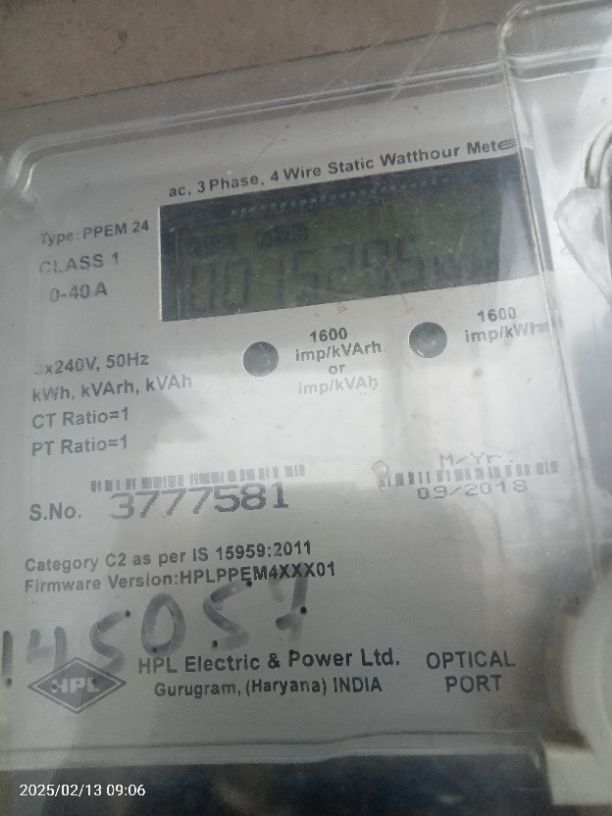 ac, 3 Phase, 4 Wire Static Watthour Meter
Type: PPEM 24
CLASS 1
0-40 A
0015295
1600
imp/kVArh
or
imp/kVAh
1600
imp/kWh
3x240V, 50Hz
kWh, kVArh, kVAh
CT Ratio=1
PT Ratio=1
S.No. 3777581
M/Yr.
09/2018
Category C2 as per IS 15959:2011
Firmware Version:HPLPPEM4XXX01
145057
HPL
HPL Electric & Power Ltd.
Gurugram, (Haryana) INDIA
OPTICAL
PORT
2025/02/13 09:06